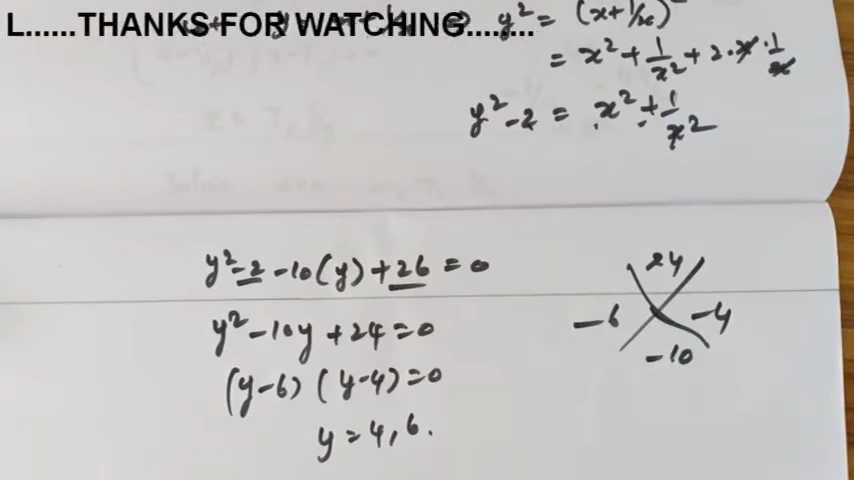 L......THANKS FOR WATCHING........
y² = (x+1/x)
= x² + 1/x² + 2·x·1/x
y² - 2 = x² + 1/x²
y² - 2 - 10(y) + 26 = 0
24
y² - 10y + 24 = 0
-6 -4
-10
(y-6) (y-4) = 0
y = 4, 6.